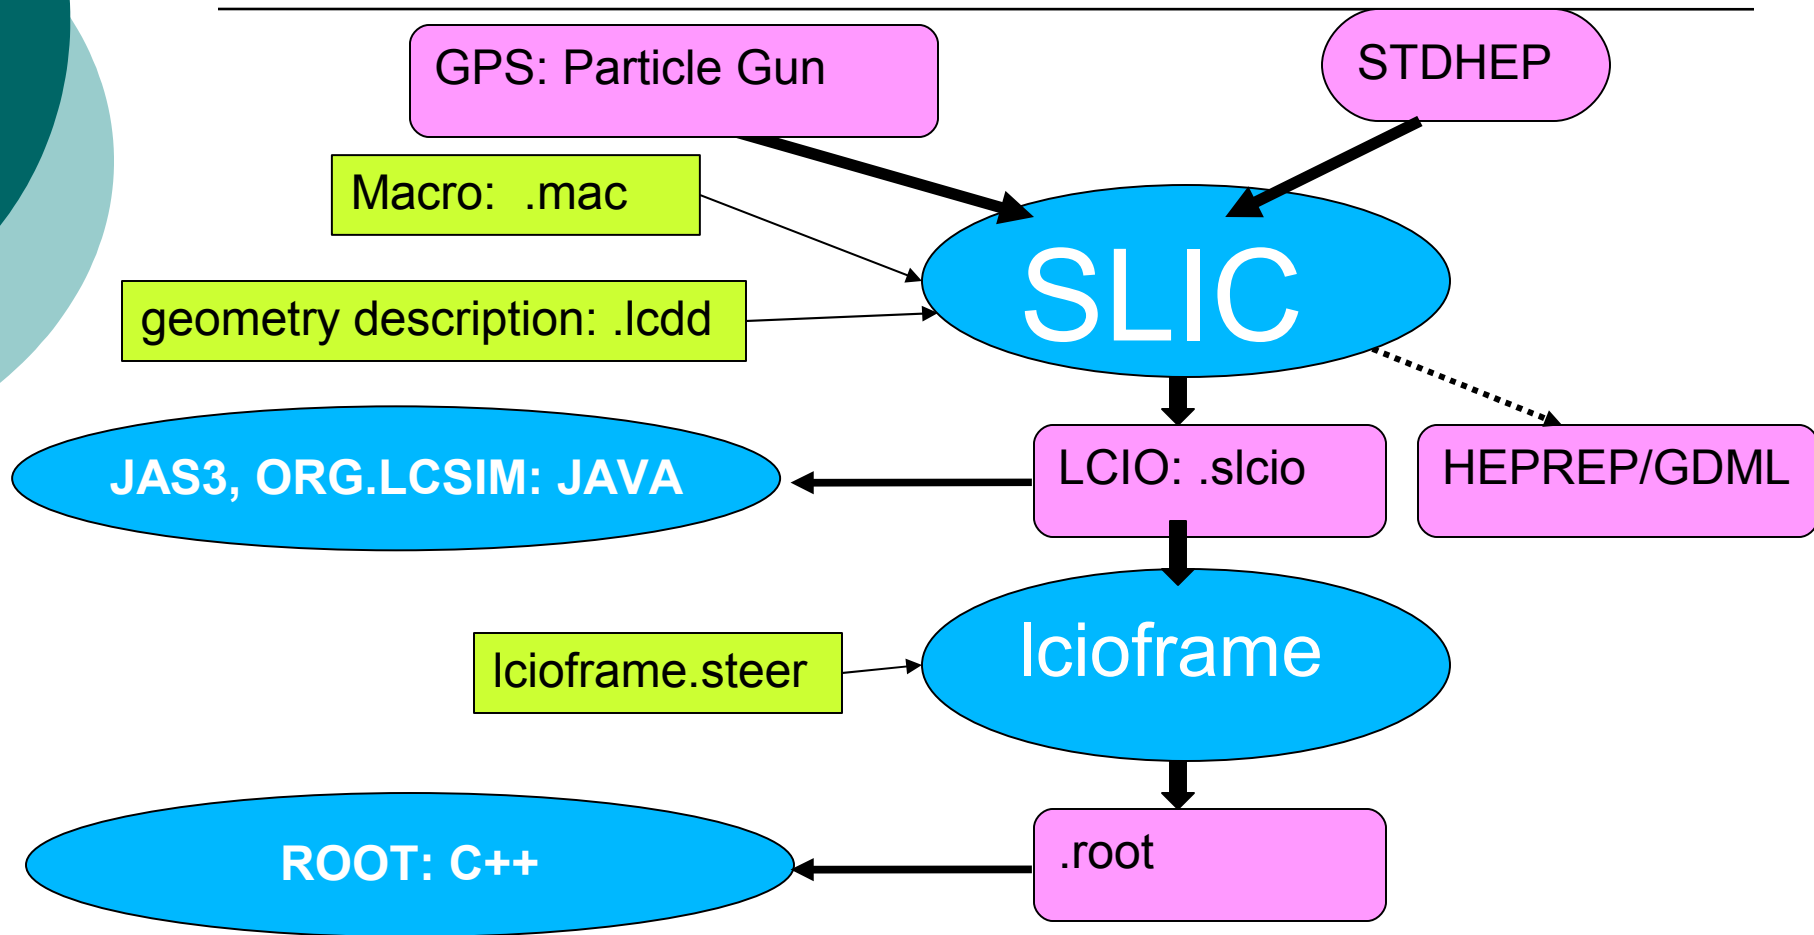 GPS: Particle Gun
STDHEP
Macro: .mac
SLIC
geometry description: .lcdd
JAS3, ORG.LCSIM: JAVA
LCIO: .slcio
HEPREP/GDML
lcioframe.steer
lcioframe
ROOT: C++
.root